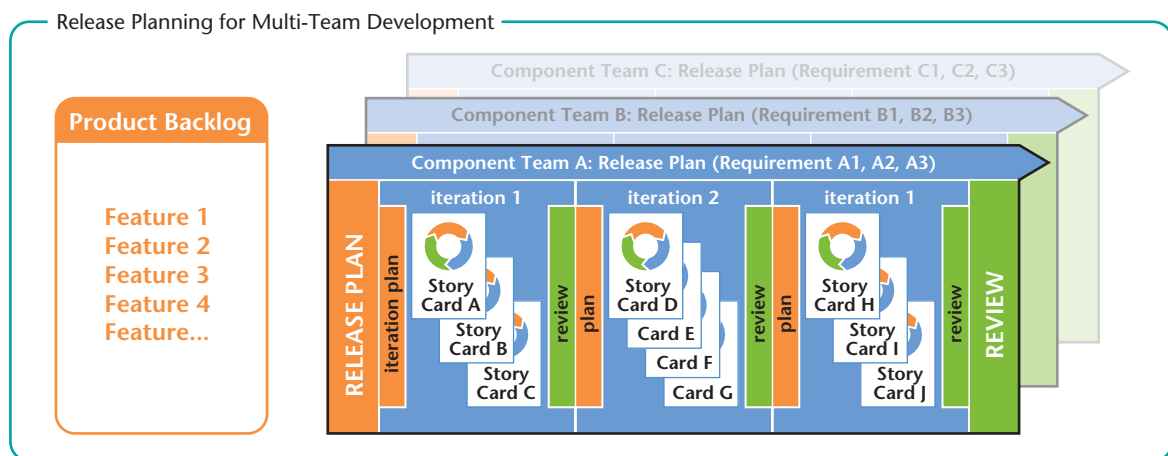 Release Planning for Multi-Team Development
Product Backlog
Feature 1
Feature 2
Feature 3
Feature 4
Feature...
Component Team C: Release Plan (Requirement C1, C2, C3)
Component Team B: Release Plan (Requirement B1, B2, B3)
Component Team A: Release Plan (Requirement A1, A2, A3)
RELEASE PLAN
iteration plan
iteration 1
Story
Card A
Story
Card B
Story
Card C
review
plan
iteration 2
Story
Card D
Card E
Card F
Card G
review
plan
iteration 1
Story
Card H
Story
Card I
Story
Card J
review
REVIEW